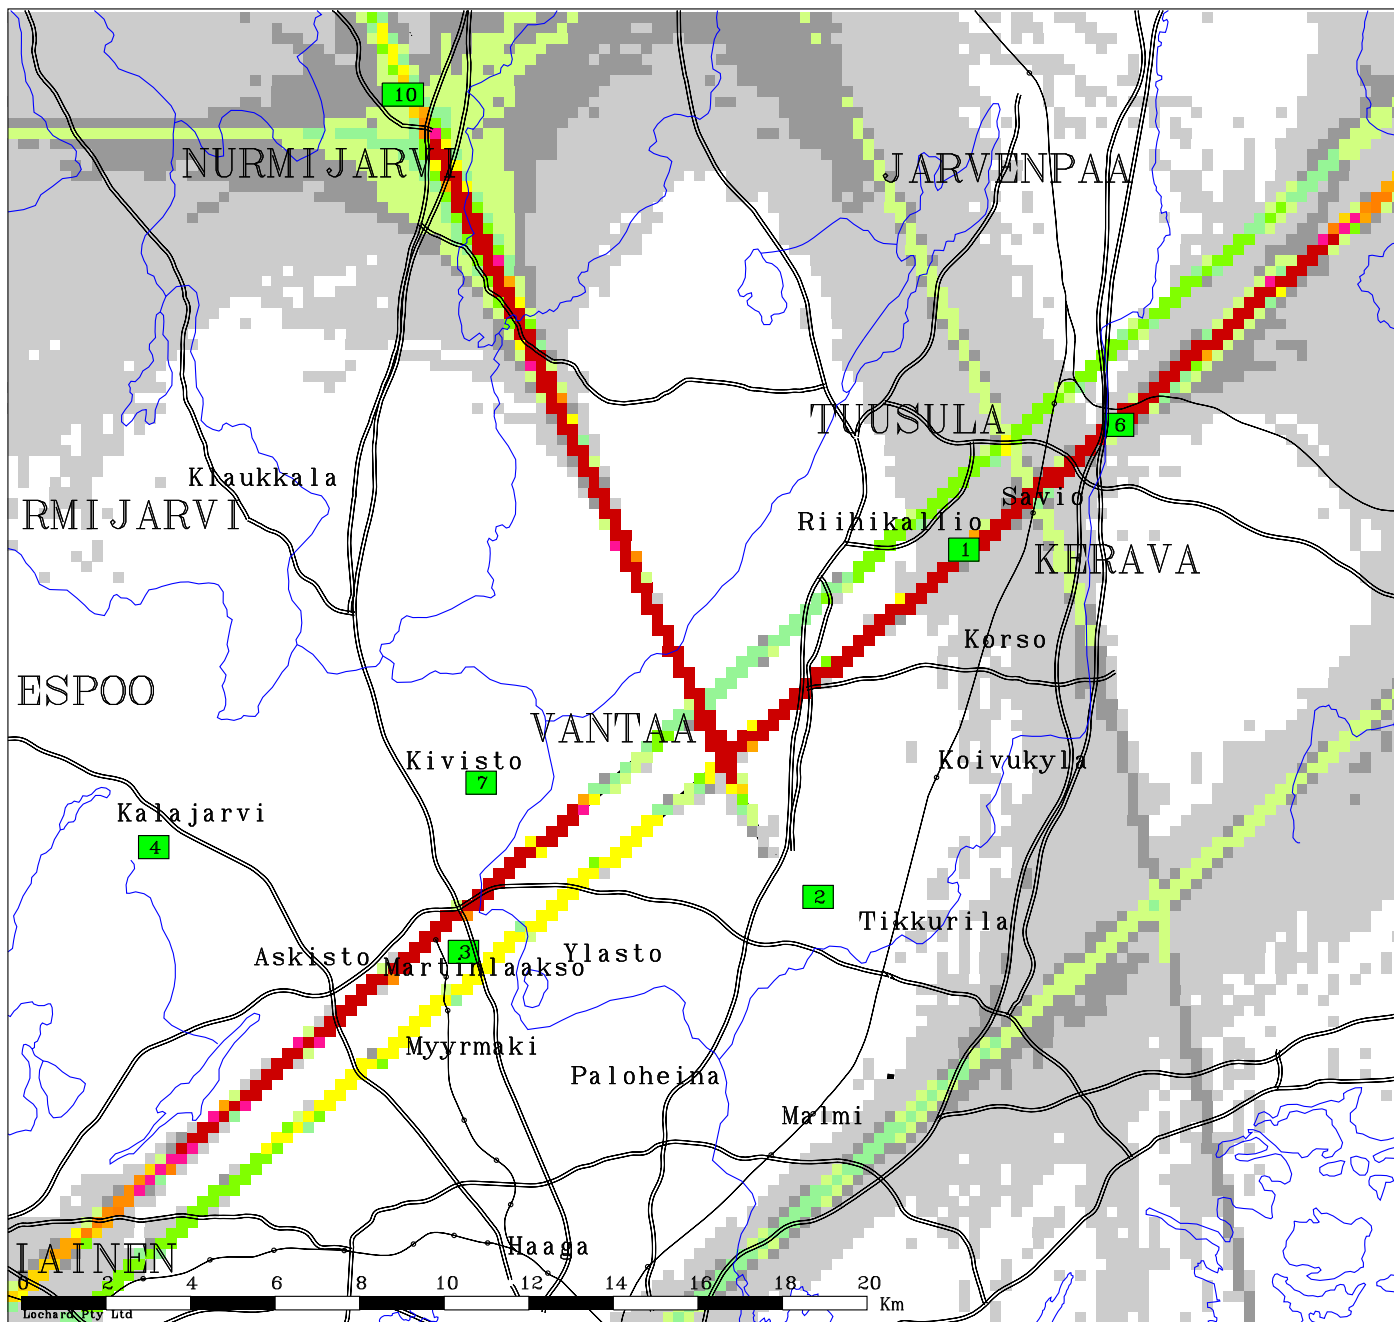 10
NURMIJARVI
JARVENPAA
TUUSULA
6
Klaukkala
Savio
RMIJARVI
Riihikallio
1
KERAVA
Korso
ESPOO
VANTAA
Kivisto
Koivukyla
7
Kalajarvi
4
2
Tikkurila
3
Ylasto
Askisto
Martinlaakso
Myyrmaki
Paloheina
Malmi
Haaga
IAINEN
0 2 4 6 8 10 12 14 16 18 20
Km
Lochard Pty Ltd